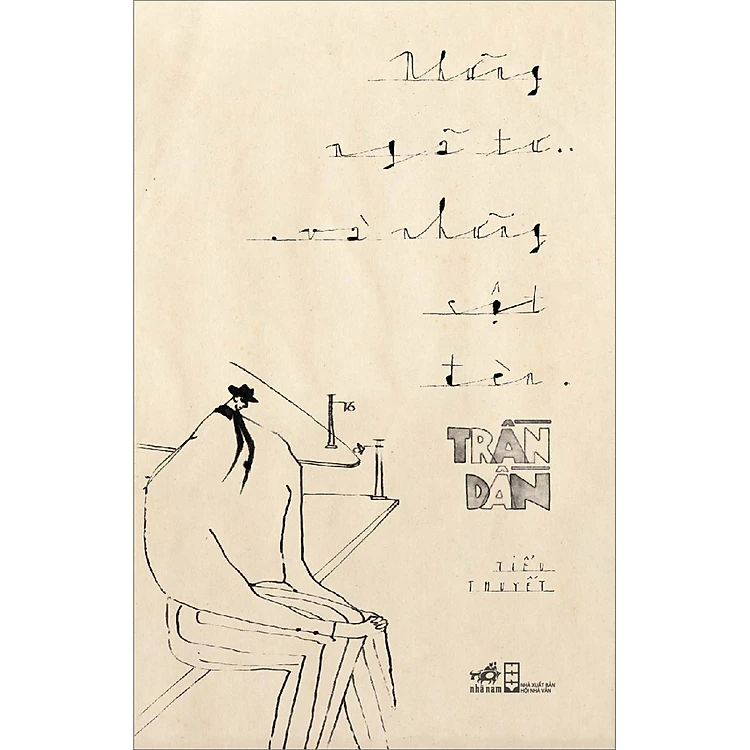 Những
ngã tư..
.và những
cột
đèn.
TRẦN
DẦN
TIỂU
THUYẾT
nhã nam
NHÀ XUẤT BẢN
HỘI NHÀ VĂN